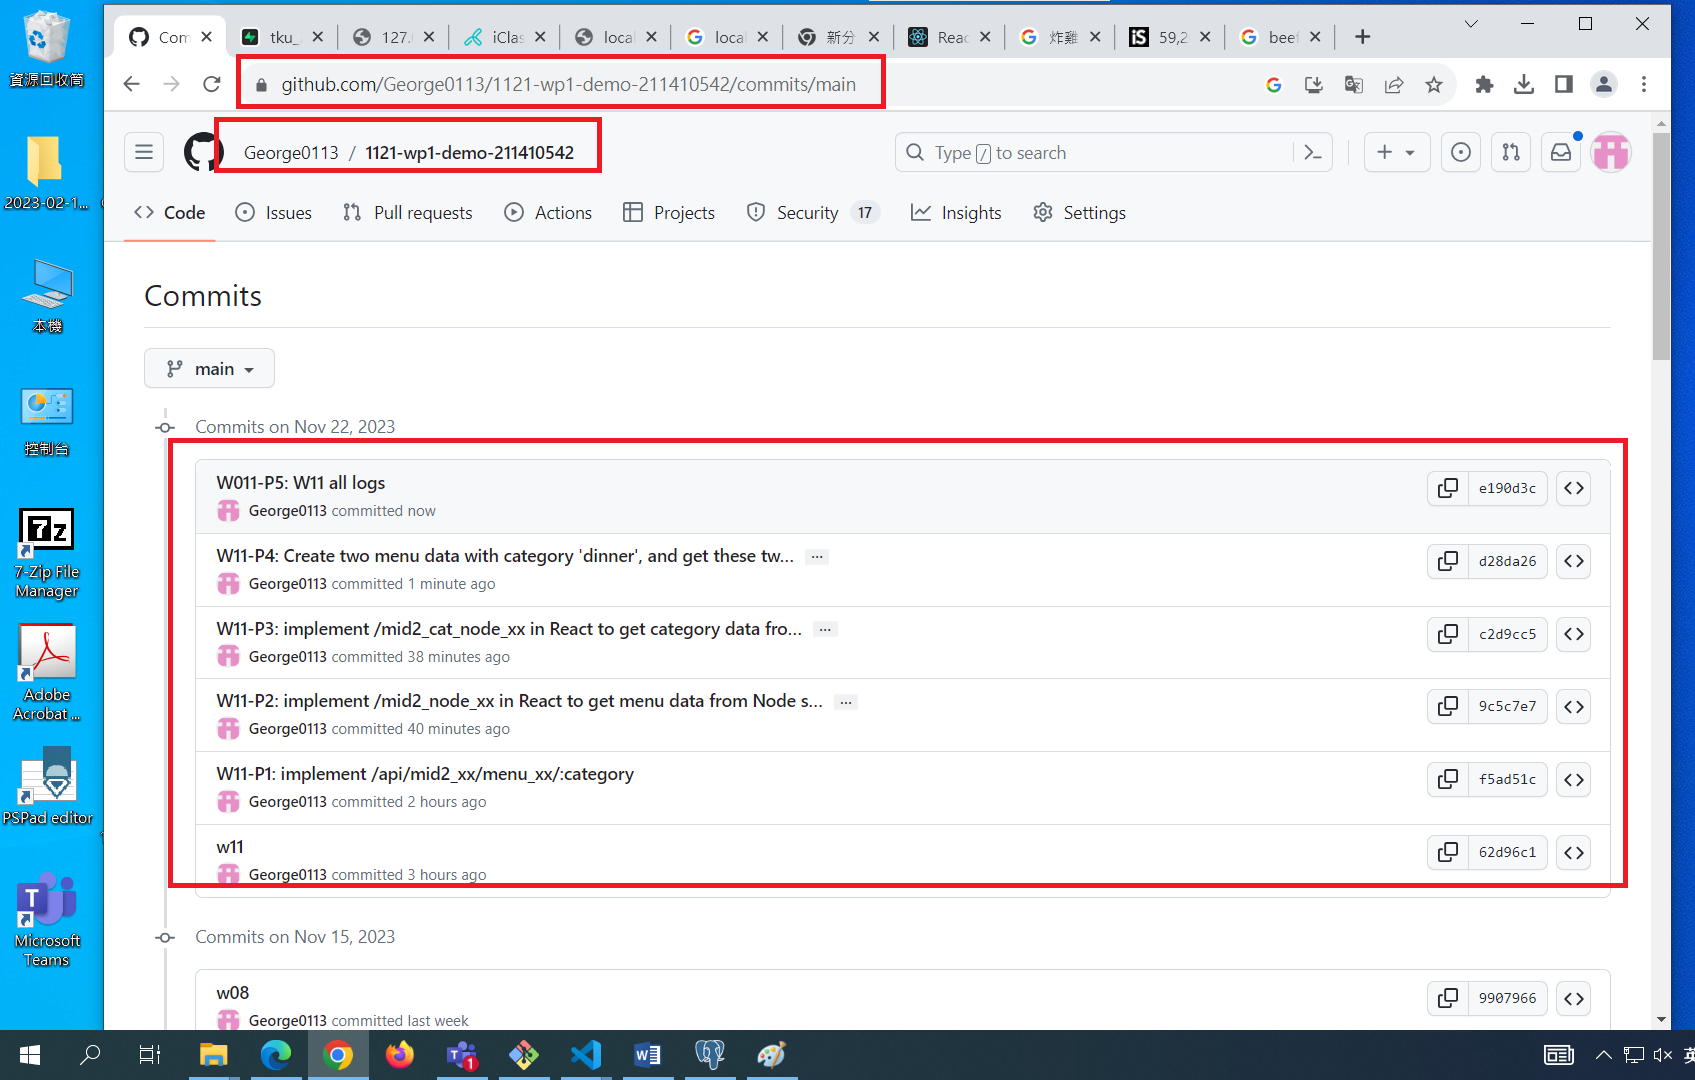 Com
tku_
127.
iClas
local
local
新分
Reac
炸雞
59,2
beef
github.com/George0113/1121-wp1-demo-211410542/commits/main
George0113 / 1121-wp1-demo-211410542
Type / to search
Code
Issues
Pull requests
Actions
Projects
Security 17
Insights
Settings
Commits
main
Commits on Nov 22, 2023
W011-P5: W11 all logs
George0113 committed now
e190d3c
W11-P4: Create two menu data with category 'dinner', and get these tw...
George0113 committed 1 minute ago
d28da26
W11-P3: implement /mid2_cat_node_xx in React to get category data fro...
George0113 committed 38 minutes ago
c2d9cc5
W11-P2: implement /mid2_node_xx in React to get menu data from Node s...
George0113 committed 40 minutes ago
9c5c7e7
W11-P1: implement /api/mid2_xx/menu_xx/:category
George0113 committed 2 hours ago
f5ad51c
w11
George0113 committed 3 hours ago
62d96c1
Commits on Nov 15, 2023
w08
George0113 committed last week
9907966
資源回收筒
2023-02-1...
本機
控制台
7z
7-Zip File
Manager
Adobe
Acrobat ...
PSPad editor
Microsoft
Teams
1
英